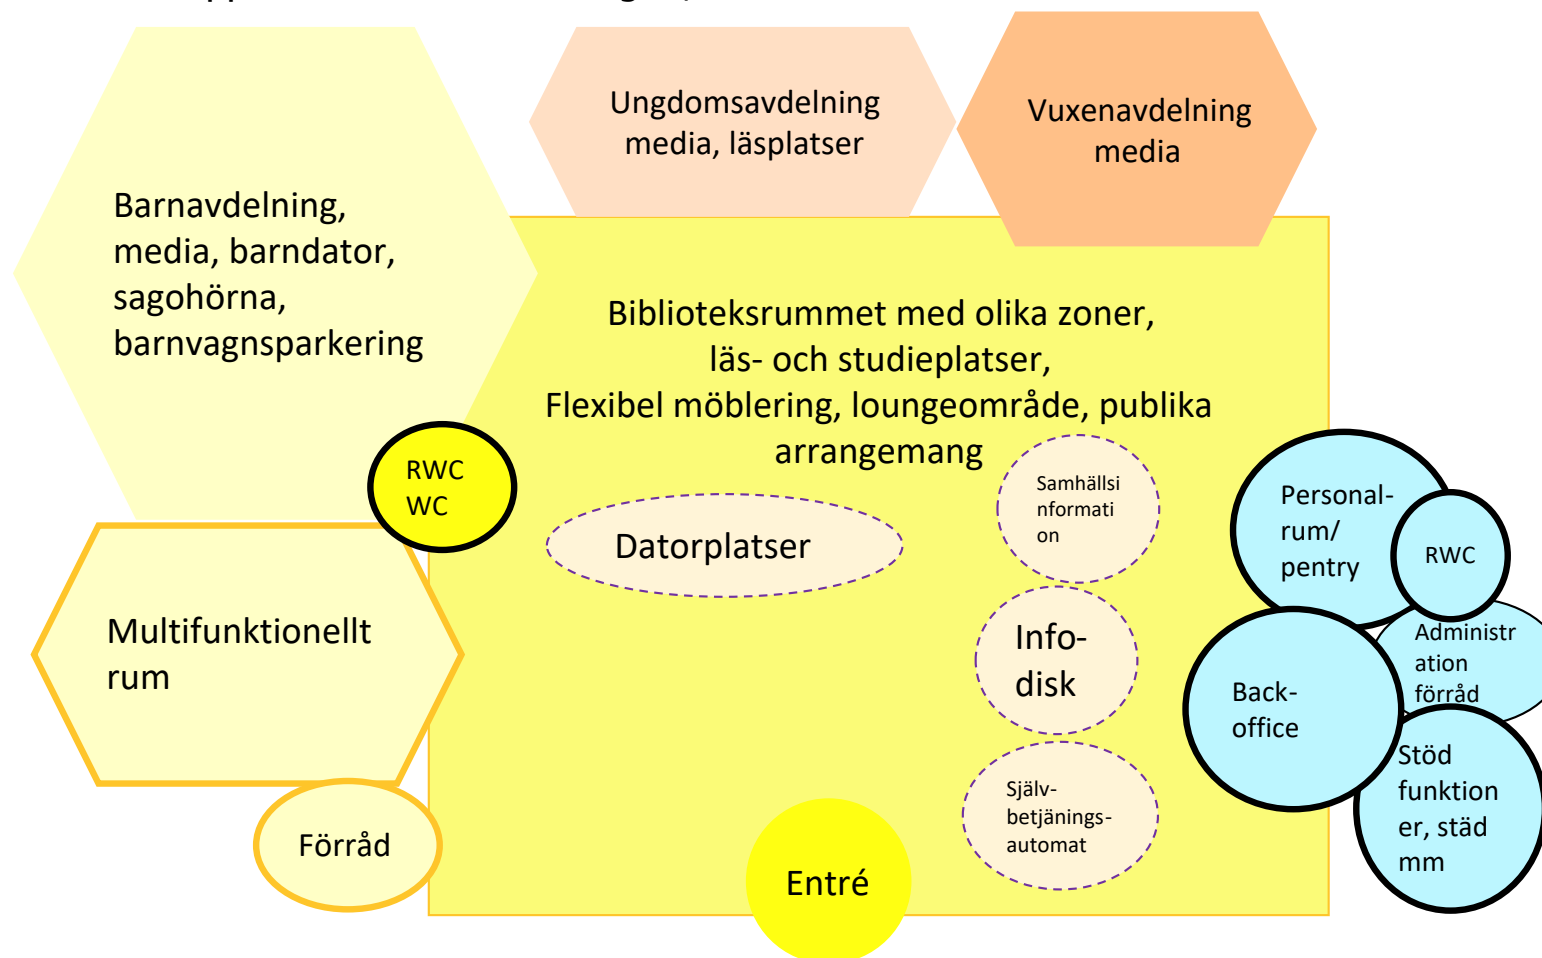 Ungdomsavdelning
media, läsplatser
Vuxenavdelning
media
Barnavdelning,
media, barndator,
sagohörna,
barnvagnsparkering
Biblioteksrummet med olika zoner,
läs- och studieplatser,
Flexibel möblering, loungeområde, publika
arrangemang
RWC
WC
Samhällsi
nformati
on
Personal-
rum/
pentry
RWC
Datorplatser
Multifunktionellt
rum
Info-
disk
Administr
ation
förråd
Back-
office
Stöd
funktion
er, städ
mm
Själv-
betjänings-
automat
Förråd
Entré